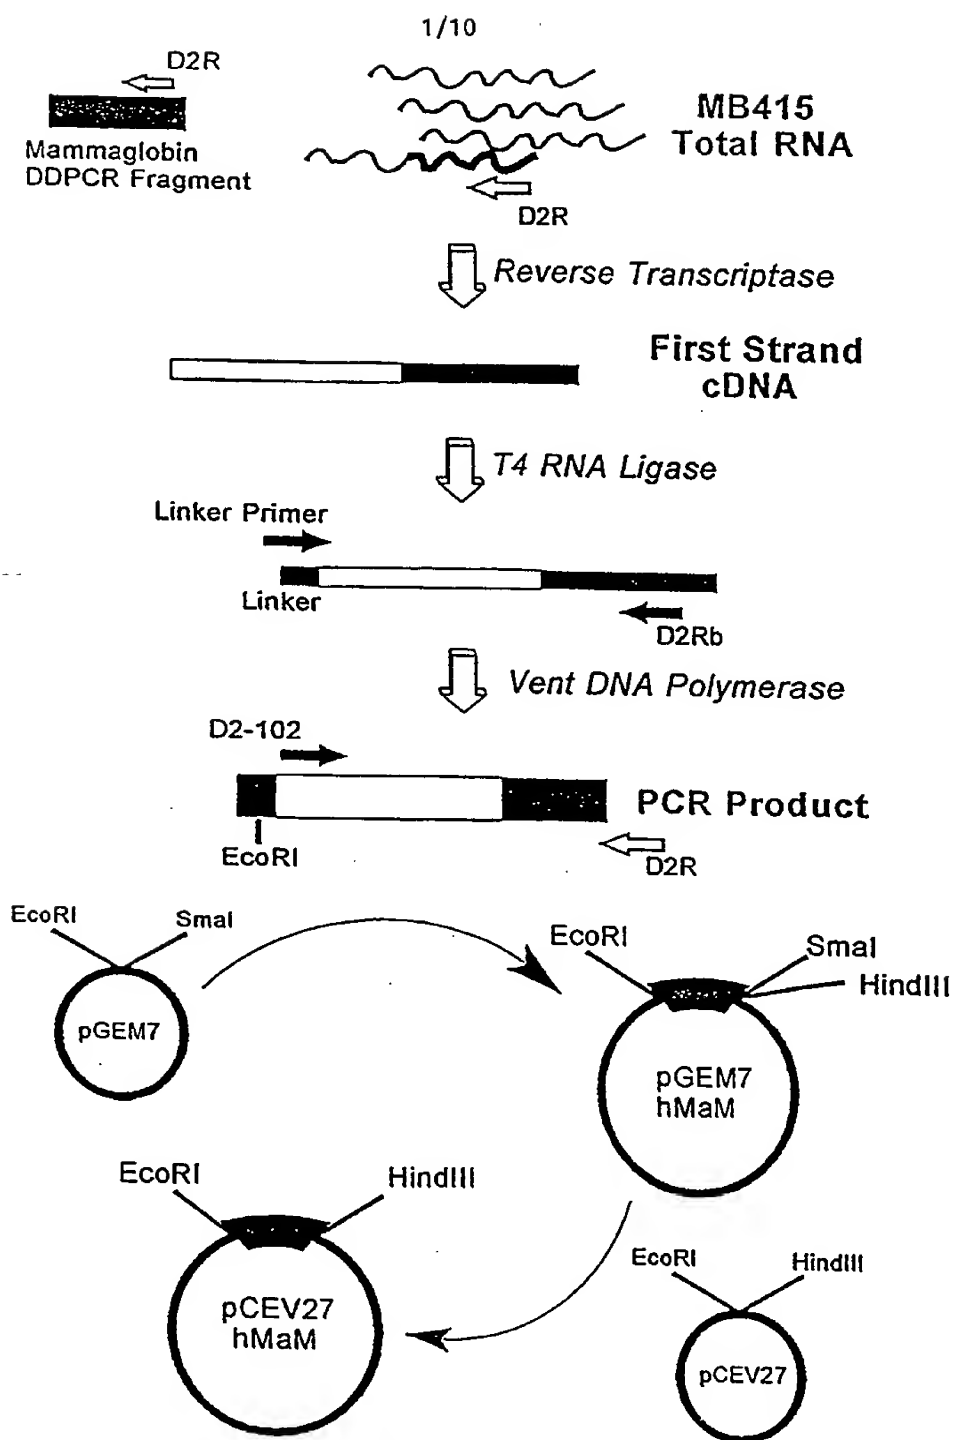 1/10
D2R
Mammaglobin
DDPCR Fragment
MB415
Total RNA
D2R
Reverse Transcriptase
First Strand
cDNA
T4 RNA Ligase
Linker Primer
Linker
D2Rb
Vent DNA Polymerase
D2-102
PCR Product
EcoRI
D2R
EcoRI
SmaI
pGEM7
EcoRI
SmaI
HindIII
pGEM7
hMaM
EcoRI
HindIII
pCEV27
hMaM
EcoRI
HindIII
pCEV27